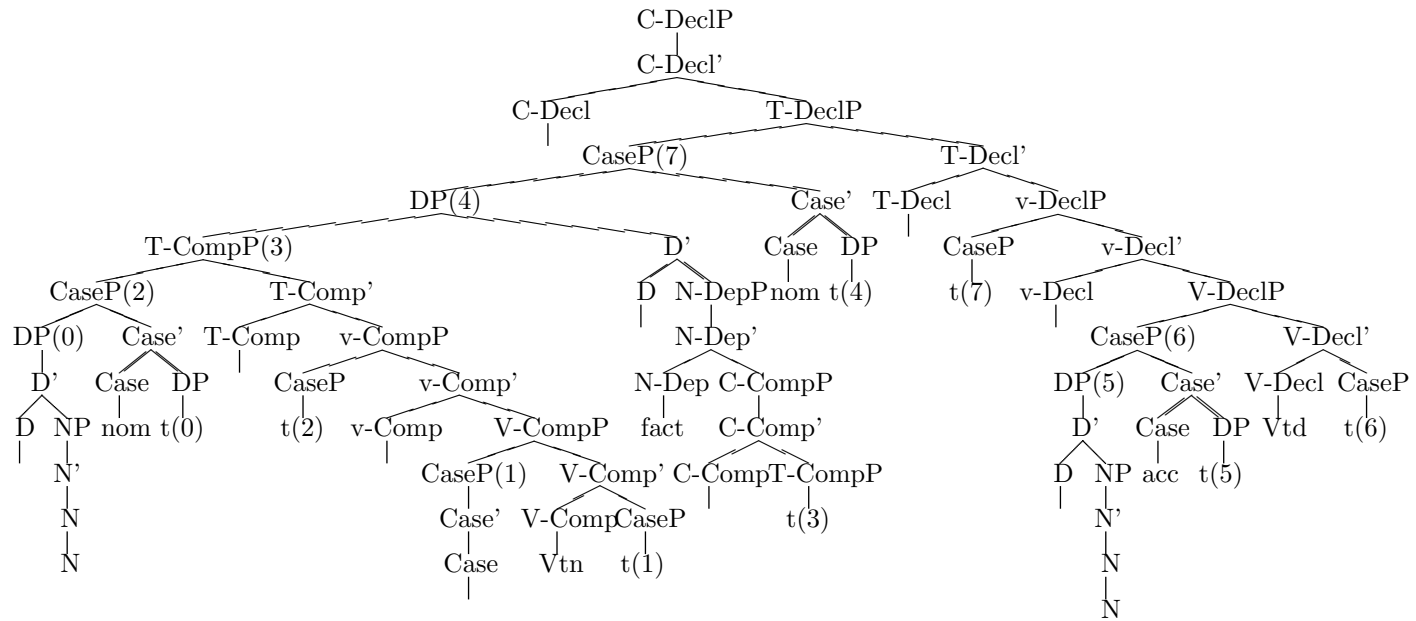 C-DeclP
C-Decl'
C-Decl T-DeclP
CaseP(7) T-Decl'
DP(4) Case' T-Decl v-DeclP
T-CompP(3) D' Case DP CaseP v-Decl'
CaseP(2) T-Comp' D N-DepP nom t(4) t(7) v-Decl V-DeclP
DP(0) Case' T-Comp v-CompP N-Dep' CaseP(6) V-Decl'
D' Case DP CaseP v-Comp' N-Dep C-CompP DP(5) Case' V-Decl CaseP
D NP nom t(0) t(2) v-Comp V-CompP fact C-Comp' D' Case DP Vtd t(6)
N' CaseP(1) V-Comp' C-Comp T-CompP D NP acc t(5)
N Case' V-Comp CaseP t(3) N'
N Case Vtn t(1) N
N